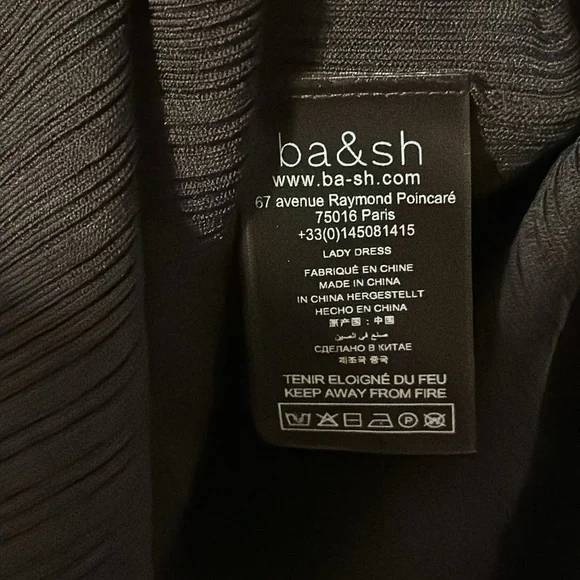 ba&sh
www.ba-sh.com
67 avenue Raymond Poincaré
75016 Paris
+33(0)145081415
LADY DRESS
FABRIQUÉ EN CHINE
MADE IN CHINA
IN CHINA HERGESTELLT
HECHO EN CHINA
原产国：中国
صنع في الصين
СДЕЛАНО В КИТАЕ
제조국 중국
TENIR ELOIGNÉ DU FEU
KEEP AWAY FROM FIRE